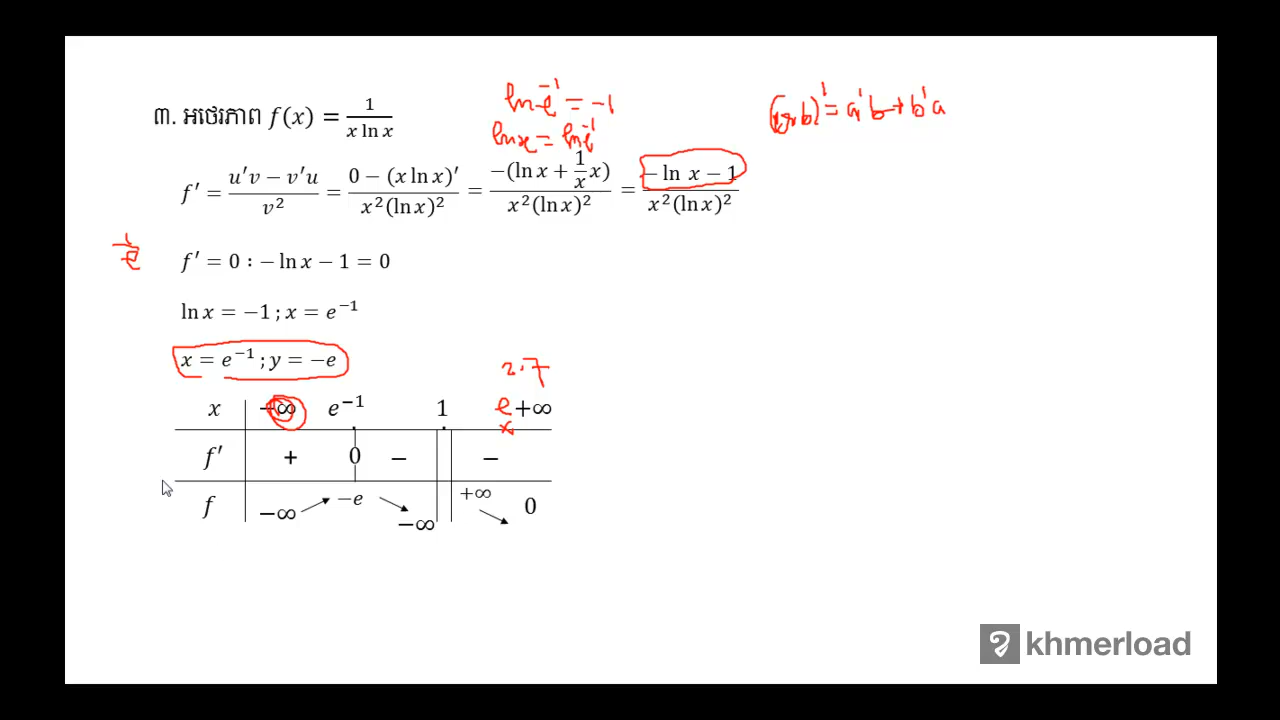 ln e⁻¹ = -1
(a×b)' = a'b + b'a
៣. អថេរភាព f(x) = 1/(x ln x)
ln x = ln e⁻¹
f′ = (u′v − v′u)/v² = (0 − (x ln x)′)/(x²(ln x)²) = (−(ln x + (1/x)x))/(x²(ln x)²) = (− ln x − 1)/(x²(ln x)²)
1/e
f′ = 0 : − ln x − 1 = 0
ln x = −1 ; x = e⁻¹
x = e⁻¹ ; y = −e
2.7
x e⁻¹ 1 e +∞
x
f′ + 0 − −
f −∞ −e −∞ +∞ 0
khmerload